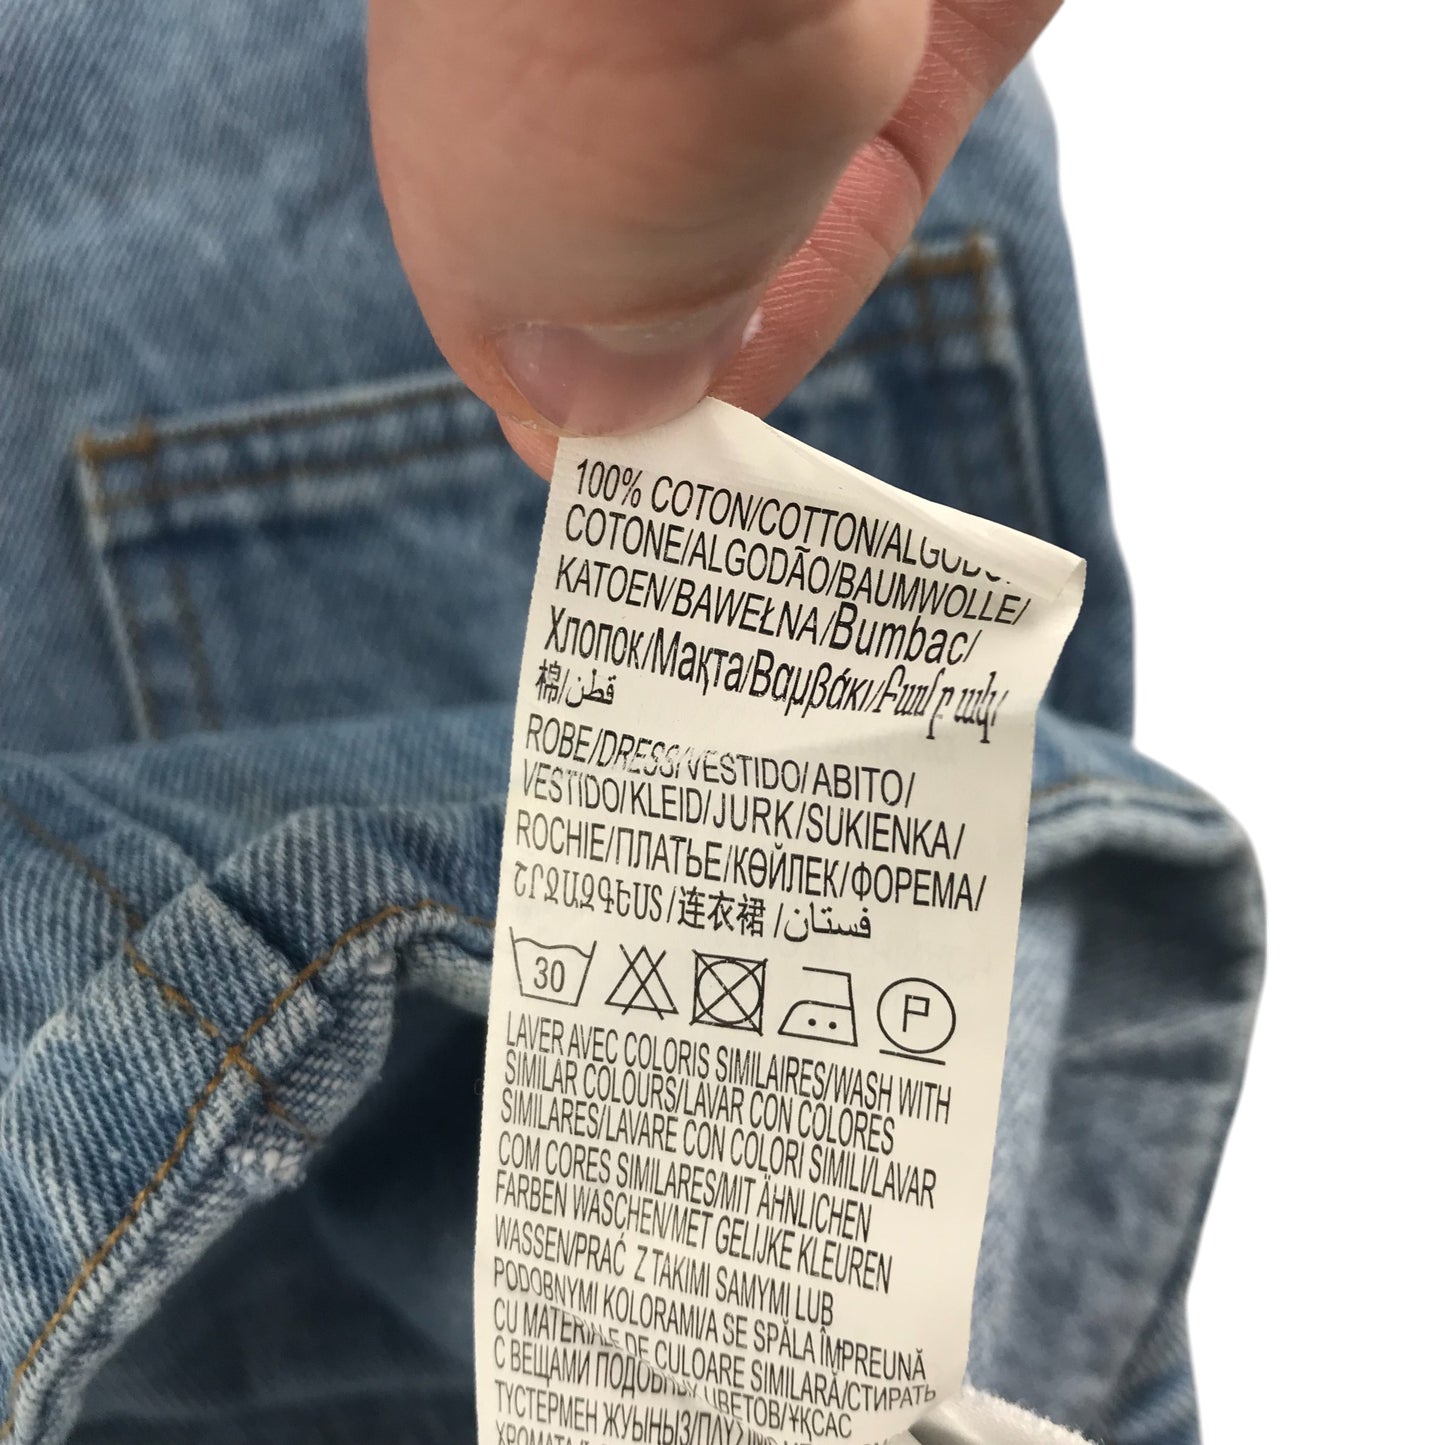 100% COTON/COTTON/
COTONE/ALGODÃO/BAUMWOLLE/
KATOEN/BAWEŁNA/Bumbac/
Хлопок/Мақта/Βαμβάκι/Բամբակ/
棉/قطن
ROBE/DRESS/VESTIDO/ABITO/
VESTIDO/KLEID/JURK/SUKIENKA/
ROCHIE/ПЛАТЬЕ/КӨЙЛЕК/ΦΟΡΕΜΑ/
ՇՐՋԱԶԳԵՍՏ/连衣裙/فستان
30
P
LAVER AVEC COLORIS SIMILAIRES/WASH WITH
SIMILAR COLOURS/LAVAR CON COLORES
SIMILARES/LAVARE CON COLORI SIMILI/LAVAR
COM CORES SIMILARES/MIT ÄHNLICHEN
FARBEN WASCHEN/MET GELIJKE KLEUREN
WASSEN/PRAĆ Z TAKIMI SAMYMI LUB
PODOBNYMI KOLORAMI/A SE SPĂLA ÎMPREUNĂ
CU MATERIALE DE CULOARE SIMILARĂ/СТИРАТЬ
С ВЕЩАМИ ПОДОБНЫХ ЦВЕТОВ/ҰҚСАС
ТҮСТЕРМЕН ЖУЫҢЫЗ/